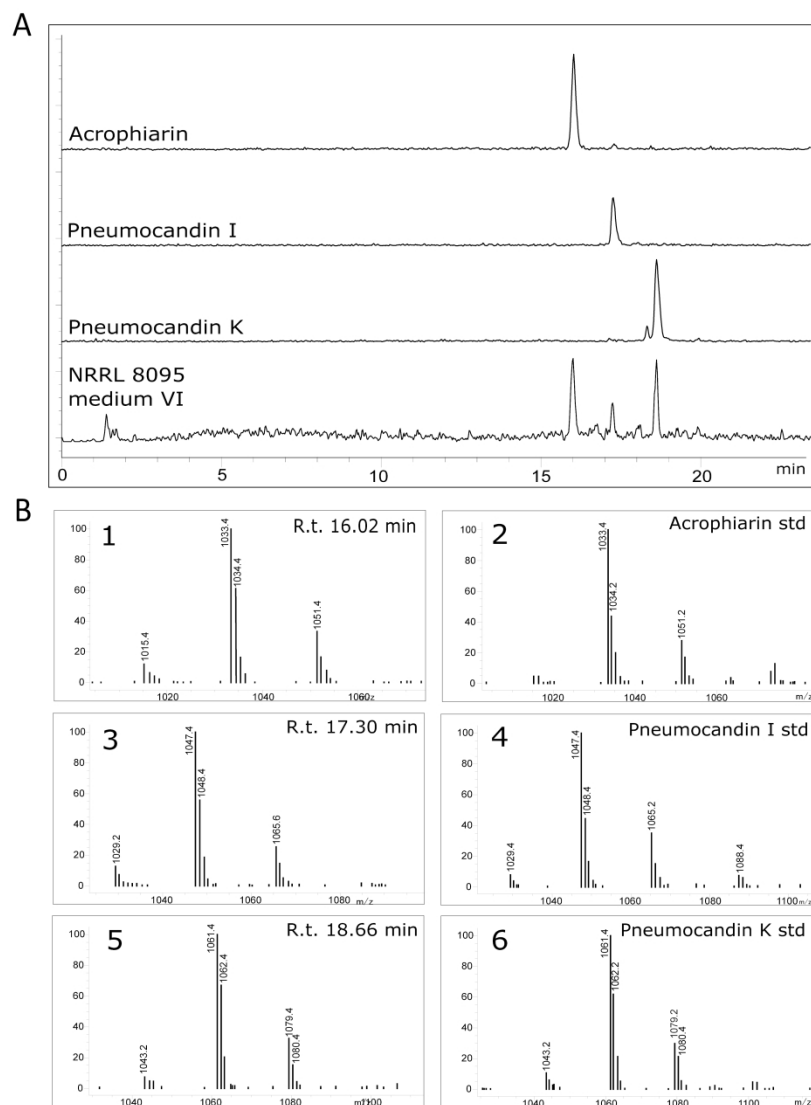 A
Acrophiarin
Pneumocandin I
Pneumocandin K
NRRL 8095
medium VI
0 5 10 15 20 min
B
1 R.t. 16.02 min
100
80
60
40
20
0
1015.4 1033.4 1034.4 1051.4
1020 1040
2 Acrophiarin std
100
80
60
40
20
0
1033.4 1034.2 1051.2
1020 1040 1060 m/z
3 R.t. 17.30 min
100
80
60
40
20
0
1029.2 1047.4 1048.4 1065.6
1040 1060 1080 m/z
4 Pneumocandin I std
100
80
60
40
20
0
1029.4 1047.4 1048.4 1065.2 1088.4
1040 1060 1080 1100 m/z
5 R.t. 18.66 min
100
80
60
40
20
0
1043.2 1061.4 1062.4 1079.4 1080.4
1040 1060 1080 1100
6 Pneumocandin K std
100
80
60
40
20
0
1043.2 1061.4 1062.2 1079.2 1080.4
1040 1060 1080 1100 m/z